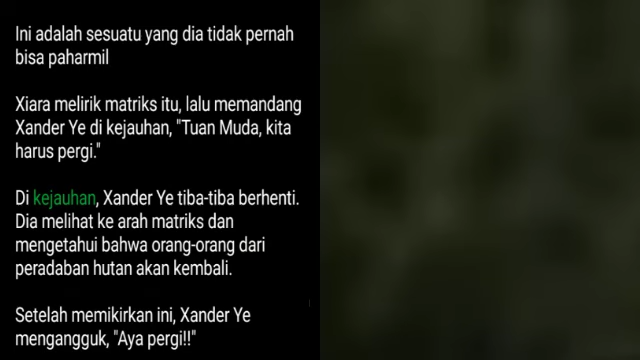 Ini adalah sesuatu yang dia tidak pernah
bisa paharmil
Xiara melirik matriks itu, lalu memandang
Xander Ye di kejauhan, "Tuan Muda, kita
harus pergi."
Di kejauhan, Xander Ye tiba-tiba berhenti.
Dia melihat ke arah matriks dan
mengetahui bahwa orang-orang dari
peradaban hutan akan kembali.
Setelah memikirkan ini, Xander Ye
mengangguk, "Aya pergi!!"